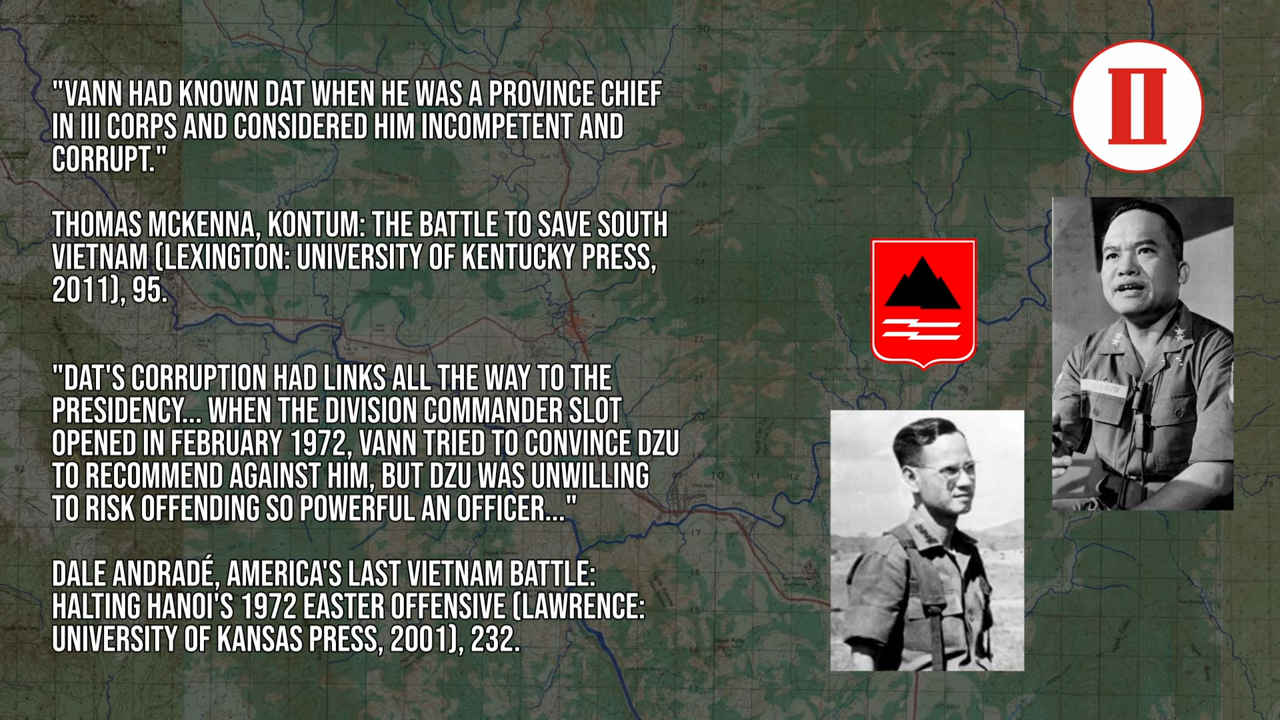 "VANN HAD KNOWN DAT WHEN HE WAS A PROVINCE CHIEF
IN III CORPS AND CONSIDERED HIM INCOMPETENT AND
CORRUPT."
THOMAS MCKENNA, KONTUM: THE BATTLE TO SAVE SOUTH
VIETNAM (LEXINGTON: UNIVERSITY OF KENTUCKY PRESS,
2011), 95.
"DAT'S CORRUPTION HAD LINKS ALL THE WAY TO THE
PRESIDENCY... WHEN THE DIVISION COMMANDER SLOT
OPENED IN FEBRUARY 1972, VANN TRIED TO CONVINCE DZU
TO RECOMMEND AGAINST HIM, BUT DZU WAS UNWILLING
TO RISK OFFENDING SO POWERFUL AN OFFICER..."
DALE ANDRADÉ, AMERICA'S LAST VIETNAM BATTLE:
HALTING HANOI'S 1972 EASTER OFFENSIVE (LAWRENCE:
UNIVERSITY OF KANSAS PRESS, 2001), 232.
II